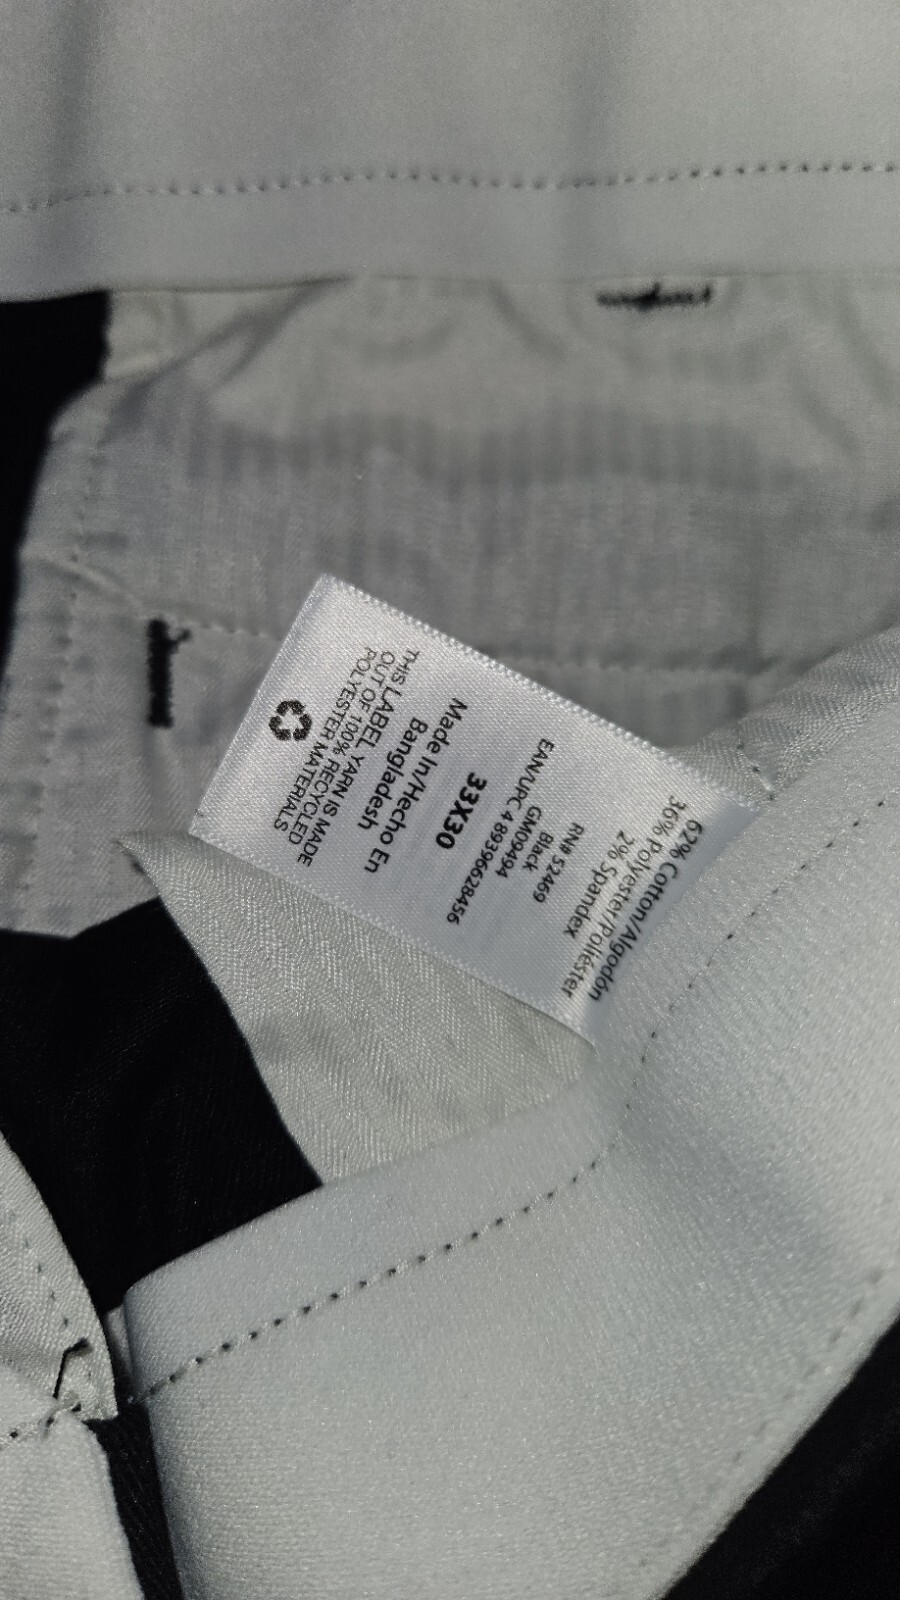 62% Cotton/Algodón
36% Polyester/Poliéster
2% Spandex
RN# 52469
Black
GM09494
EAN/UPC 4 89396628456
33X30
Made In/Hecho En
Bangladesh
THIS LABEL YARN IS MADE
OUT OF 100% RECYCLED
POLYESTER MATERIALS